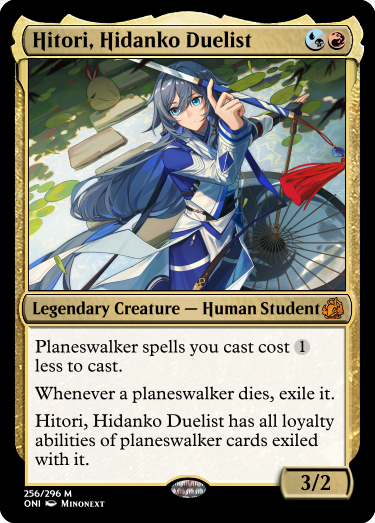 Hitori, Hidanko Duelist
Legendary Creature — Human Student
Planeswalker spells you cast cost 1
less to cast.
Whenever a planeswalker dies, exile it.
Hitori, Hidanko Duelist has all loyalty
abilities of planeswalker cards exiled
with it.
3/2
256/296 M
ONI Minonext